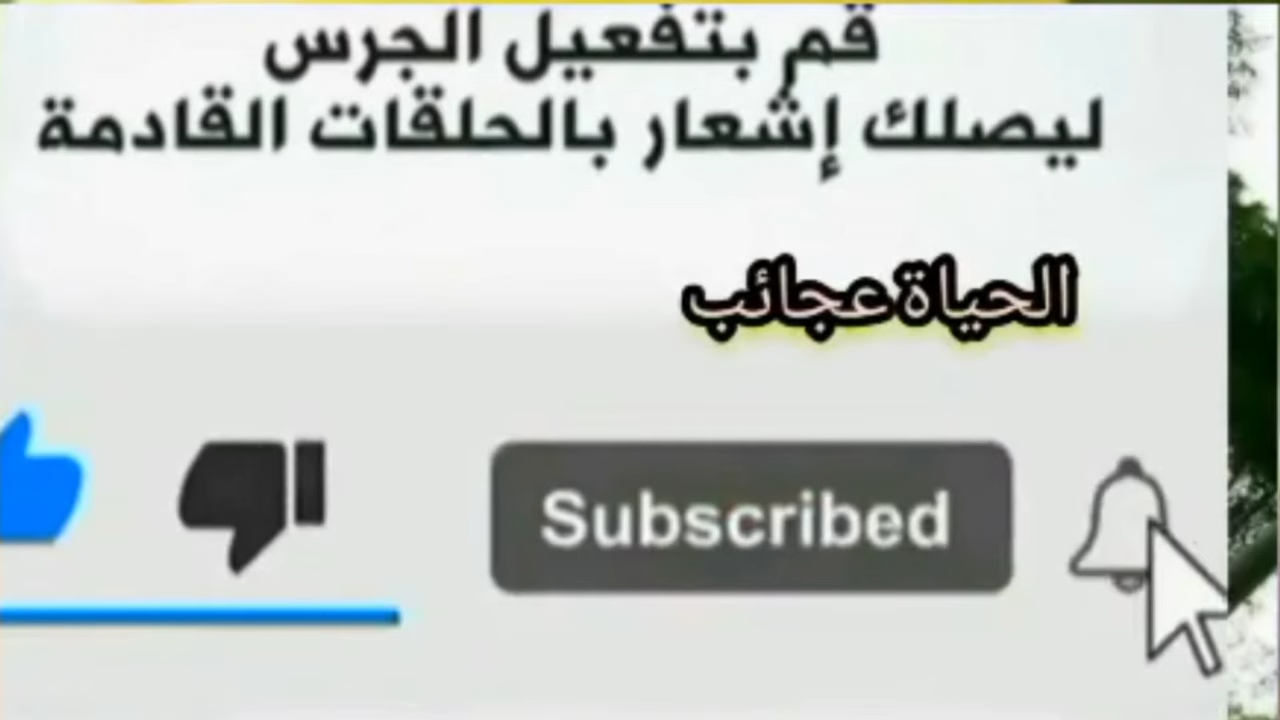 قم بتفعيل الجرس
ليصلك إشعار بالحلقات القادمة
الحياة عجائب
Subscribed